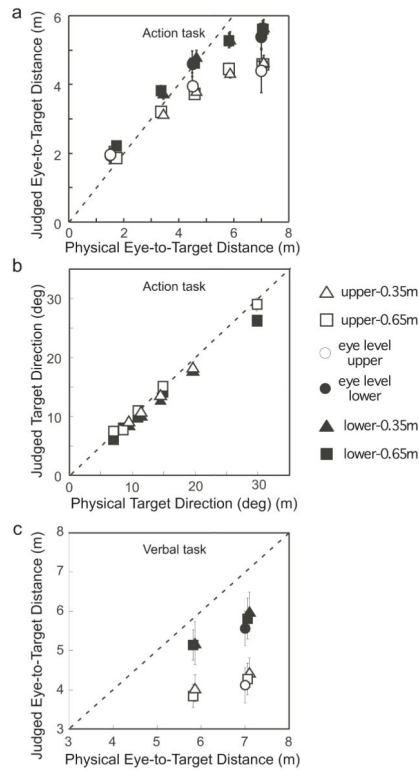 a
Action task
Judged Eye-to-Target Distance (m)
6
4
2
0
0 2 4 6 8
Physical Eye-to-Target Distance (m)
b
Action task
Judged Target Direction (deg)
30
20
10
0
0 10 20 30
Physical Target Direction (deg) (m)
upper-0.35m
upper-0.65m
eye level
upper
eye level
lower
lower-0.35m
lower-0.65m
c
Verbal task
Judged Eye-to-Target Distance (m)
8
7
6
5
4
3
3 4 5 6 7 8
Physical Eye-to-Target Distance (m)